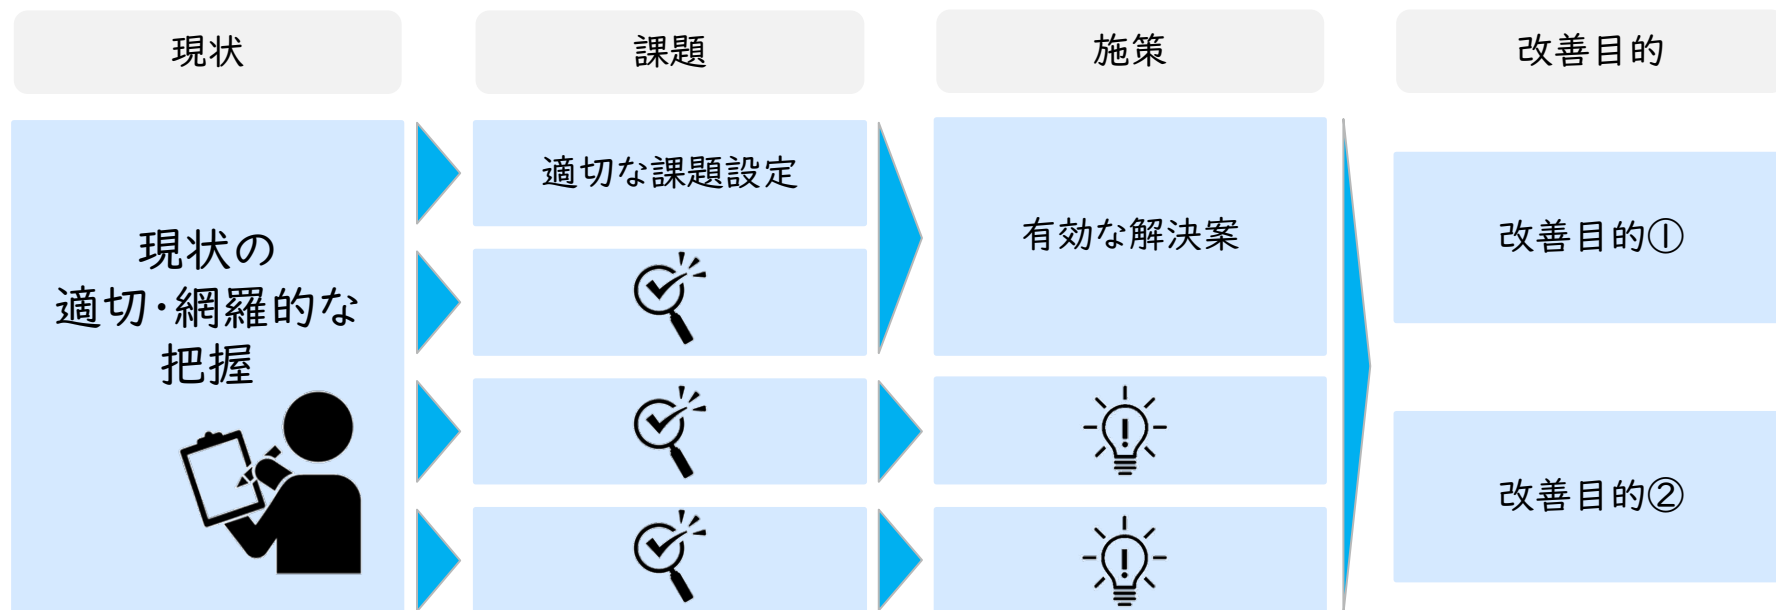 現状
課題
施策
改善目的
現状の
適切・網羅的な
把握
適切な課題設定
有効な解決案
改善目的①
改善目的②